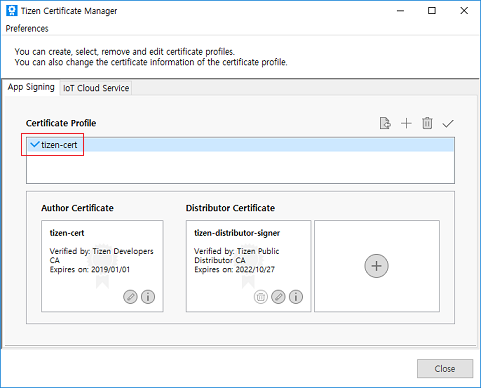 Tizen Certificate Manager
Preferences
You can create, select, remove and edit certificate profiles.
You can also change the certificate information of the certificate profile.
App Signing
IoT Cloud Service
Certificate Profile
tizen-cert
Author Certificate
Distributor Certificate
tizen-cert
Verified by: Tizen Developers
CA
Expires on: 2019/01/01
tizen-distributor-signer
Verified by: Tizen Public
Distributor CA
Expires on: 2022/10/27
Close